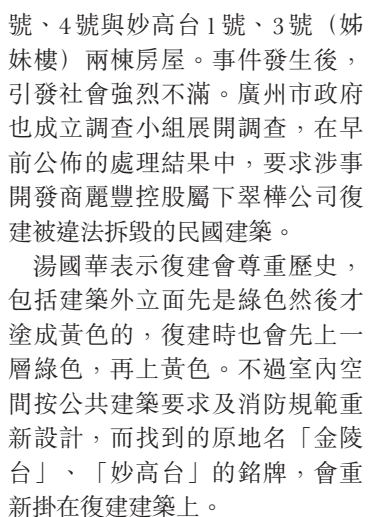 號、4號與妙高台1號、3號（姊
妹樓）兩棟房屋。事件發生後，
引發社會強烈不滿。廣州市政府
也成立調查小組展開調查，在早
前公佈的處理結果中，要求涉事
開發商麗豐控股屬下翠樺公司復
建被違法拆毀的民國建築。
湯國華表示復建會尊重歷史，
包括建築外立面先是綠色然後才
塗成黃色的，復建時也會先上一
層綠色，再上黃色。不過室內空
間按公共建築要求及消防規範重
新設計，而找到的原地名「金陵
台」、「妙高台」的銘牌，會重
新掛在復建建築上。